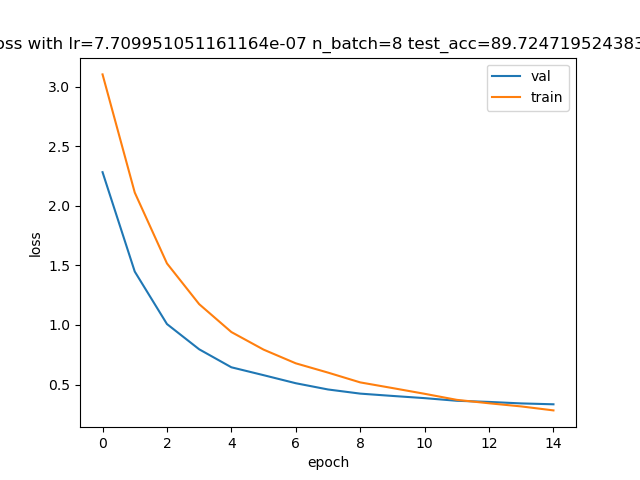 oss with lr=7.709951051161164e-07 n_batch=8 test_acc=89.724719524383
val
train
3.0
2.5
2.0
1.5
1.0
0.5
loss
0 2 4 6 8 10 12 14
epoch